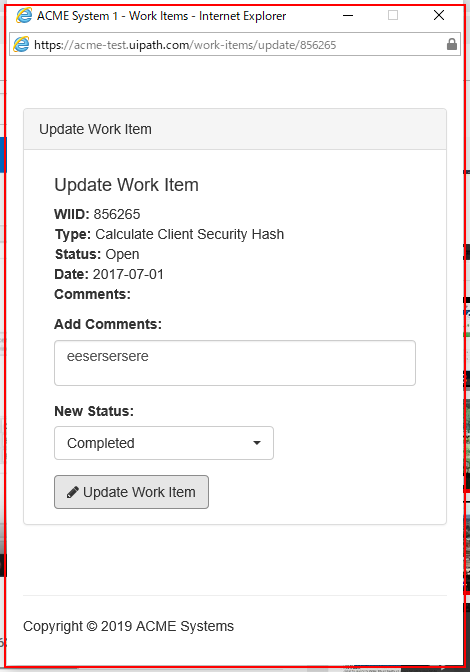 ACME System 1 - Work Items - Internet Explorer
https://acme-test.uipath.com/work-items/update/856265
Update Work Item
Update Work Item
WIID: 856265
Type: Calculate Client Security Hash
Status: Open
Date: 2017-07-01
Comments:
Add Comments:
eesersersere
New Status:
Completed
Update Work Item
Copyright © 2019 ACME Systems